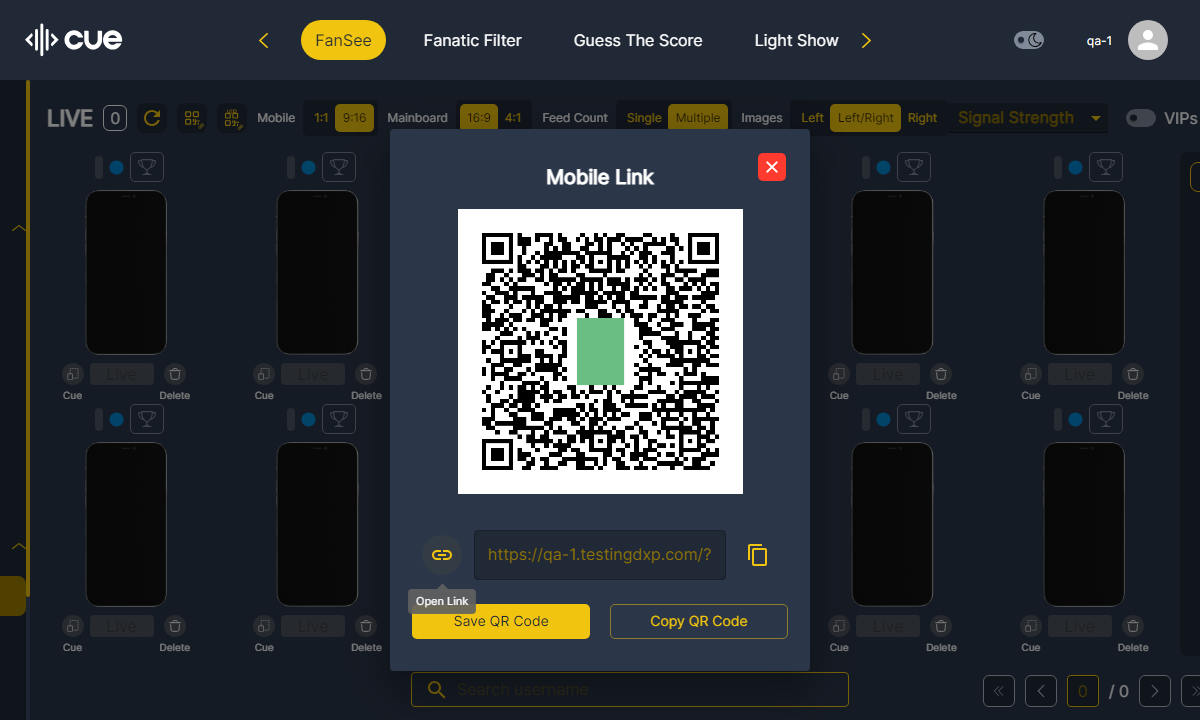 cue
FanSee
Fanatic Filter
Guess The Score
Light Show
qa-1
LIVE 0
Mobile 1:1 9:16
Mainboard 16:9 4:1
Feed Count Single Multiple
Images Left Left/Right Right
Signal Strength
VIPs
Mobile Link
Live Live Live Live
Cue Delete Cue Delete Cue Delete Cue Delete
https://qa-1.testingdxp.com/?
Open Link
Save QR Code
Copy QR Code
Live Live Live Live
Cue Delete Cue Delete Cue Delete Cue Delete
Search username
0 / 0